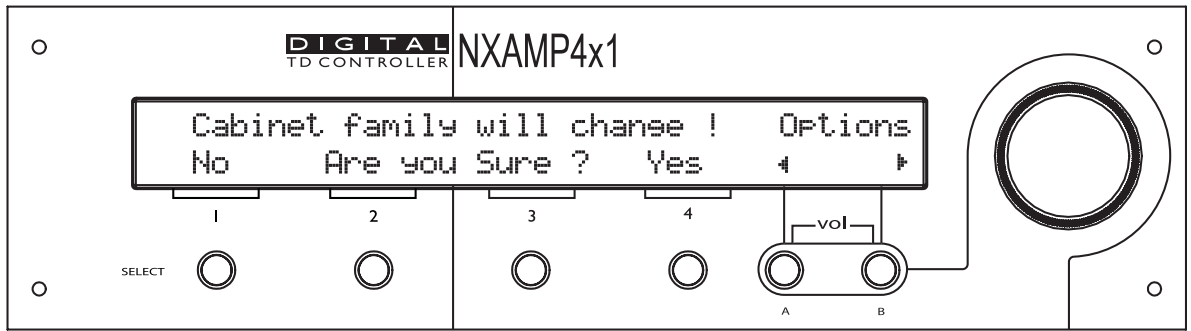 DIGITAL
TD CONTROLLER
NXAMP4x1
Cabinet family will change ! Options
No Are you Sure ? Yes
1 2 3 4
vol
SELECT
A B